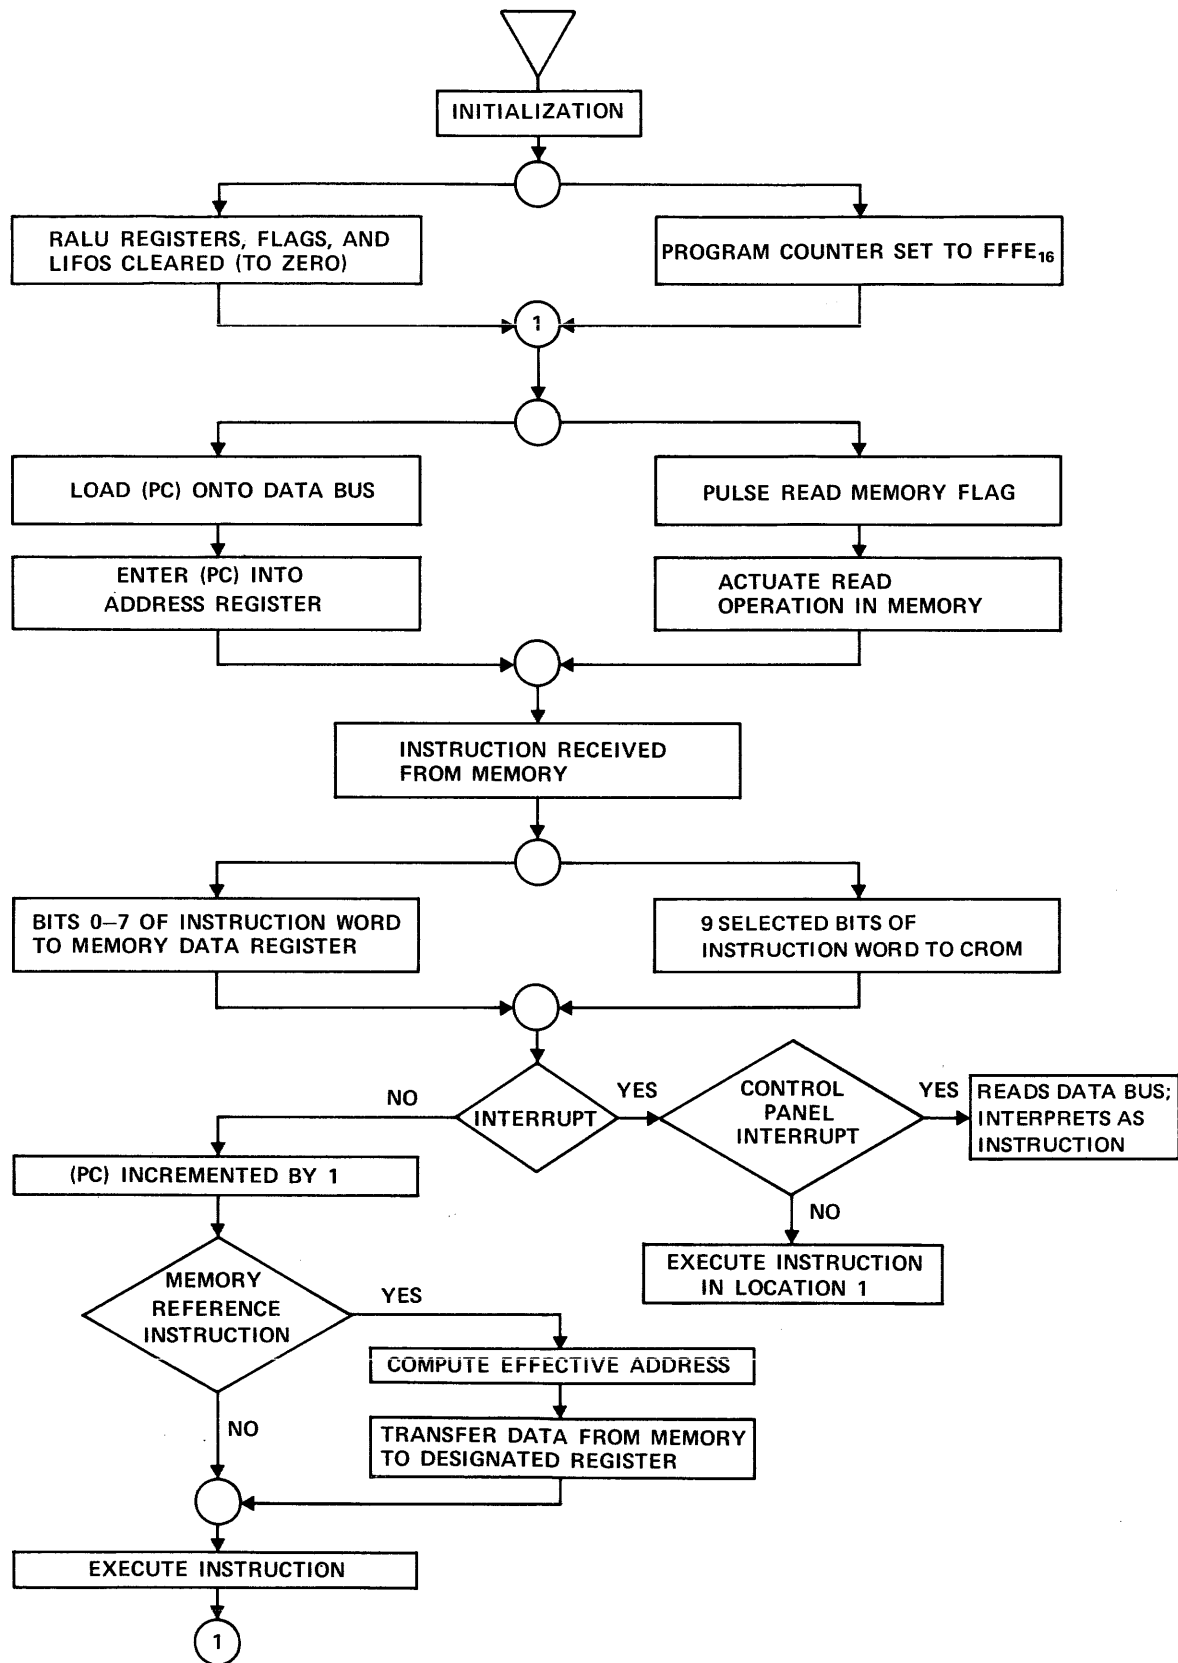 INITIALIZATION
RALU REGISTERS, FLAGS, AND
LIFOS CLEARED (TO ZERO)
PROGRAM COUNTER SET TO FFFE₁₆
1
LOAD (PC) ONTO DATA BUS
PULSE READ MEMORY FLAG
ENTER (PC) INTO
ADDRESS REGISTER
ACTUATE READ
OPERATION IN MEMORY
INSTRUCTION RECEIVED
FROM MEMORY
BITS 0–7 OF INSTRUCTION WORD
TO MEMORY DATA REGISTER
9 SELECTED BITS OF
INSTRUCTION WORD TO CROM
NO
INTERRUPT
YES
CONTROL
PANEL
INTERRUPT
YES
READS DATA BUS;
INTERPRETS AS
INSTRUCTION
(PC) INCREMENTED BY 1
NO
EXECUTE INSTRUCTION
IN LOCATION 1
MEMORY
REFERENCE
INSTRUCTION
YES
COMPUTE EFFECTIVE ADDRESS
NO
TRANSFER DATA FROM MEMORY
TO DESIGNATED REGISTER
EXECUTE INSTRUCTION
1